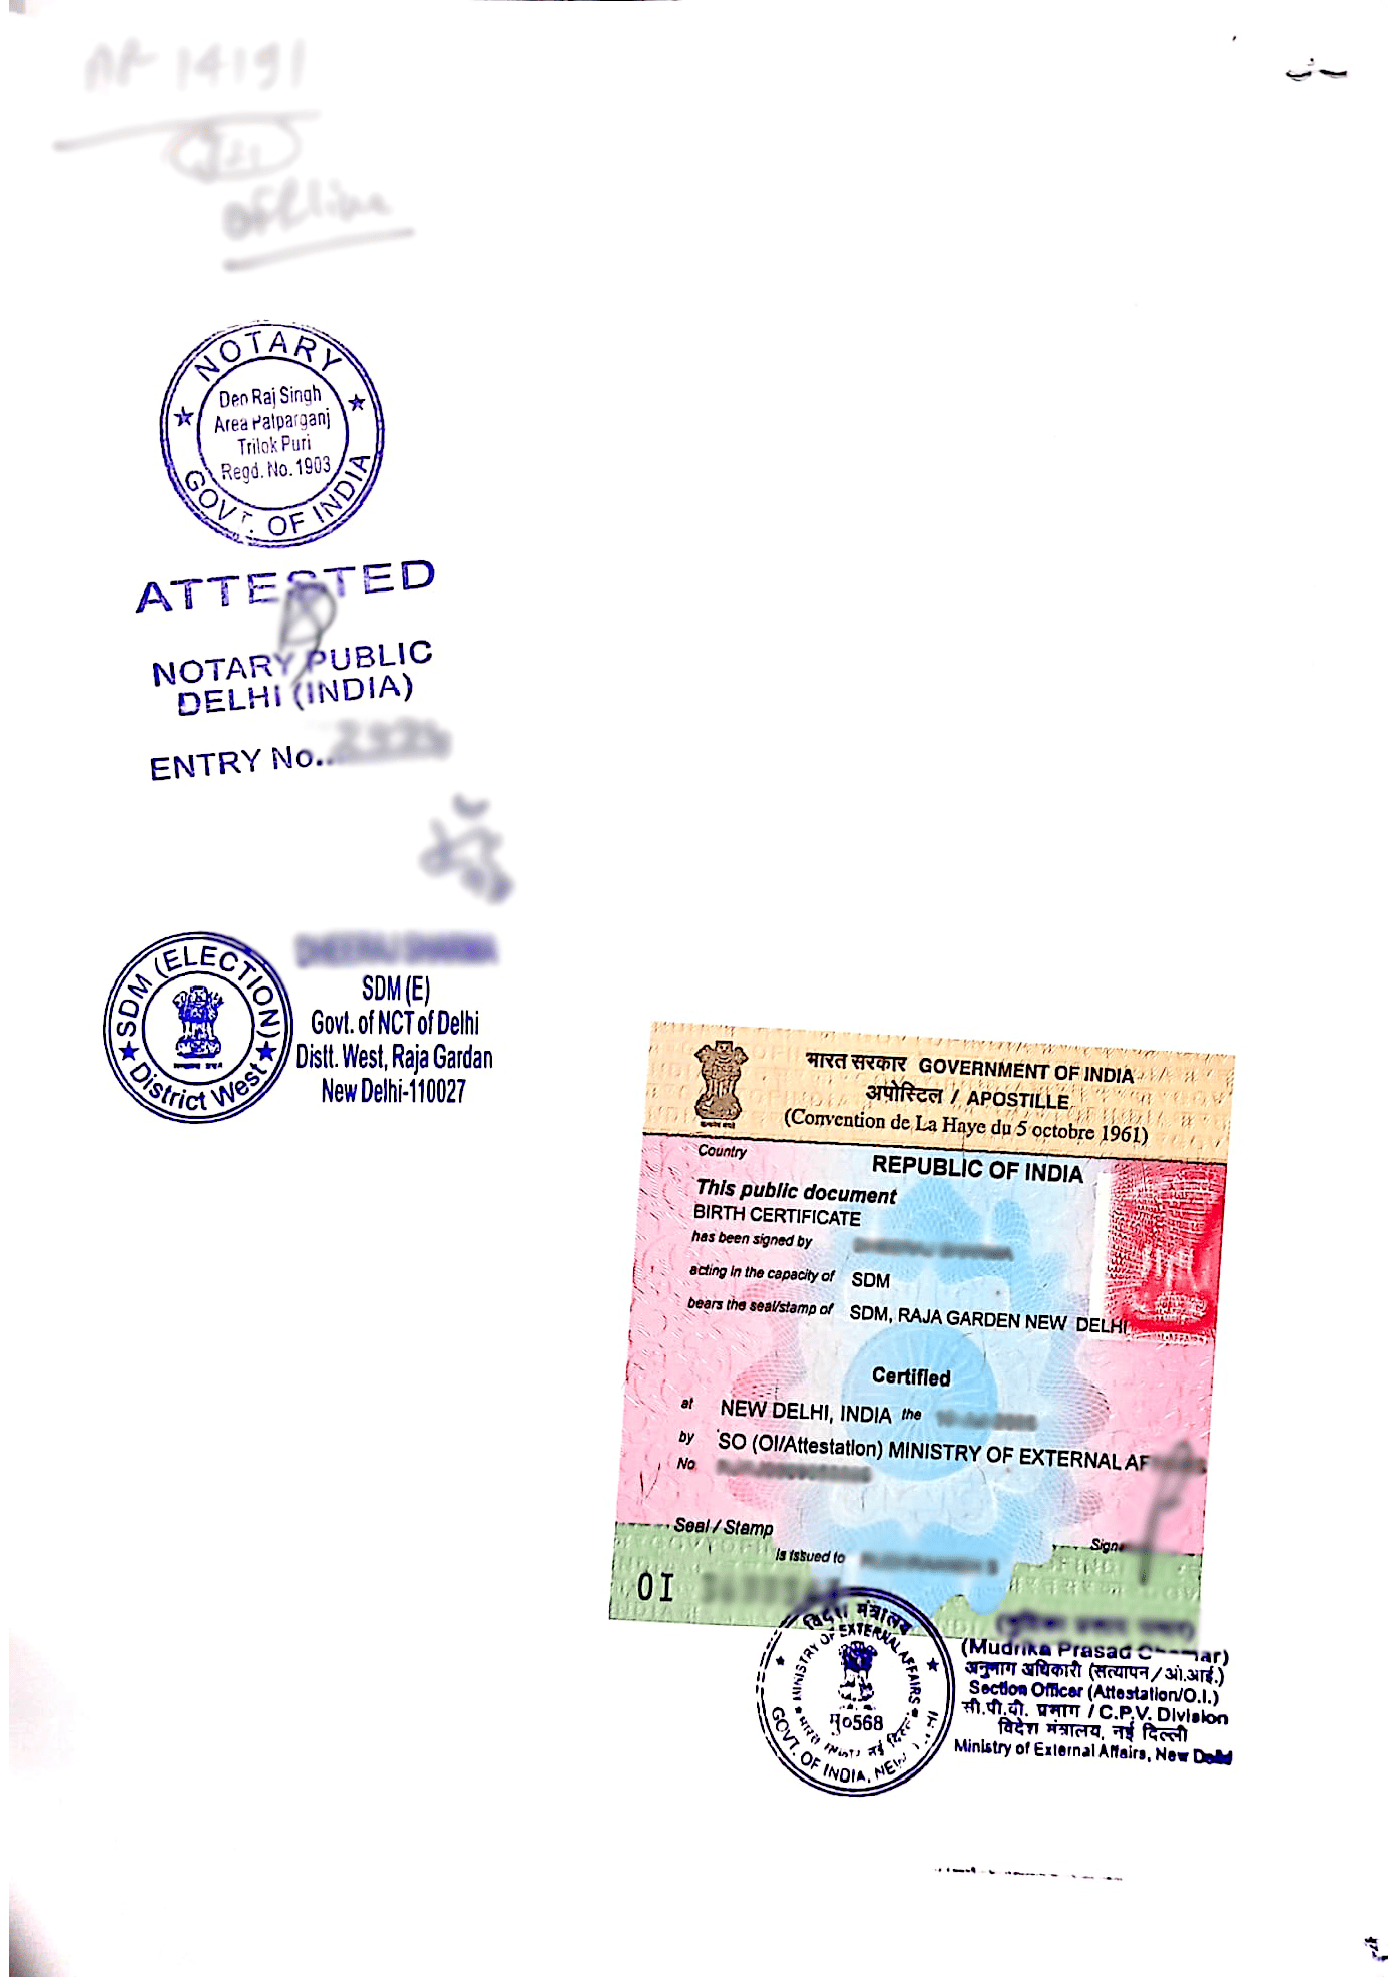 NOTARY
Deo Raj Singh
Area Patparganj
Trilok Puri
Regd. No. 1903
GOVT. OF INDIA
ATTESTED
NOTARY PUBLIC
DELHI (INDIA)
ENTRY No..
SDM (ELECTION)
District West
SDM (E)
Govt. of NCT of Delhi
Distt. West, Raja Gardan
New Delhi-110027
भारत सरकार GOVERNMENT OF INDIA
अपोस्टिल / APOSTILLE
(Convention de La Haye du 5 octobre 1961)
Country
REPUBLIC OF INDIA
This public document
BIRTH CERTIFICATE
has been signed by
acting in the capacity of SDM
bears the seal/stamp of SDM, RAJA GARDEN NEW DELHI
Certified
at NEW DELHI, INDIA the
by SO (OI/Attestation) MINISTRY OF EXTERNAL
No
Seal / Stamp
is issued to
OI
विदेश मंत्रालय
MINISTRY OF EXTERNAL AFFAIRS
मु०568
GOVT. OF INDIA,
(Mudrika Prasad
अनुभाग अधिकारी (सत्यापन / ओ.आई.)
Section Officer (Attestation/O.I.)
सी.पी.वी. प्रभाग / C.P.V. Division
विदेश मंत्रालय, नई दिल्ली
Ministry of External Affairs, New Delhi